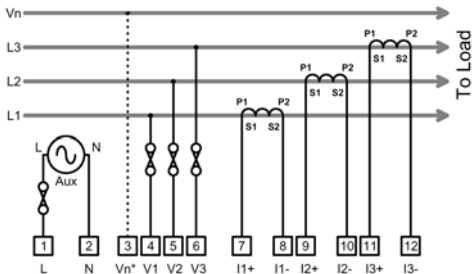 Vn
L3
P1 P2
S1 S2
L2
P1 P2
S1 S2
L1
P1 P2
S1 S2
To Load
L N
Aux
1 2 3 4 5 6 7 8 9 10 11 12
L N Vn* V1 V2 V3 I1+ I1- I2+ I2- I3+ I3-